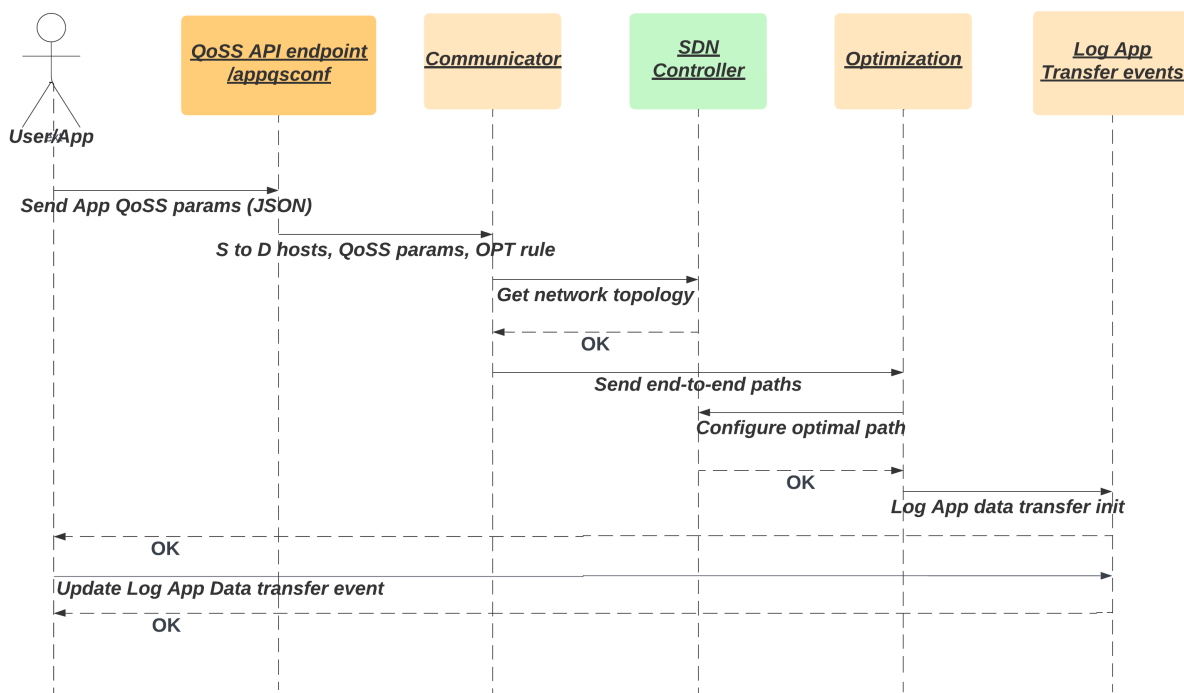 QoSS API endpoint
/appqsconf
Communicator
SDN
Controller
Optimization
Log App
Transfer events
User/App
Send App QoSS params (JSON)
S to D hosts, QoSS params, OPT rule
Get network topology
OK
Send end-to-end paths
Configure optimal path
OK
Log App data transfer init
OK
Update Log App Data transfer event
OK